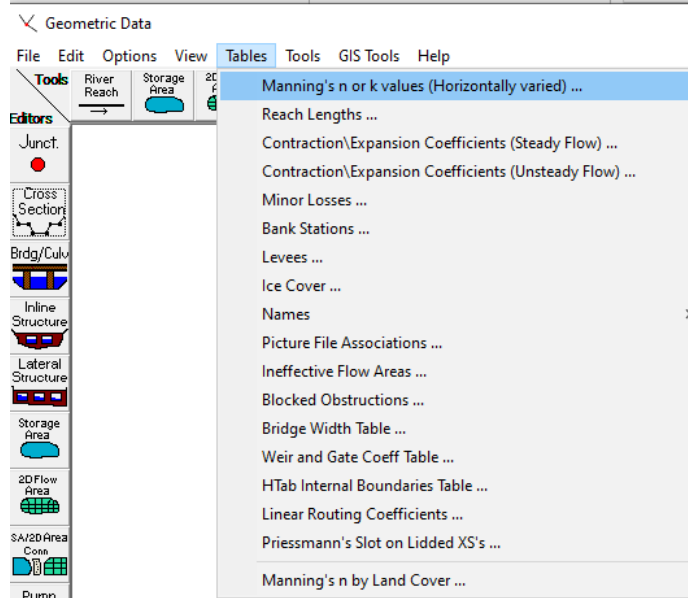 Geometric Data
File Edit Options View Tables Tools GIS Tools Help
Tools
Editors
River
Reach
Storage
Area
Junct.
Cross
Section
Brdg/Culv
Inline
Structure
Lateral
Structure
Storage
Area
2D Flow
Area
SA/2D Area
Conn
Pump
Manning's n or k values (Horizontally varied) ...
Reach Lengths ...
Contraction\Expansion Coefficients (Steady Flow) ...
Contraction\Expansion Coefficients (Unsteady Flow) ...
Minor Losses ...
Bank Stations ...
Levees ...
Ice Cover ...
Names
Picture File Associations ...
Ineffective Flow Areas ...
Blocked Obstructions ...
Bridge Width Table ...
Weir and Gate Coeff Table ...
HTab Internal Boundaries Table ...
Linear Routing Coefficients ...
Priessmann's Slot on Lidded XS's ...
Manning's n by Land Cover ...